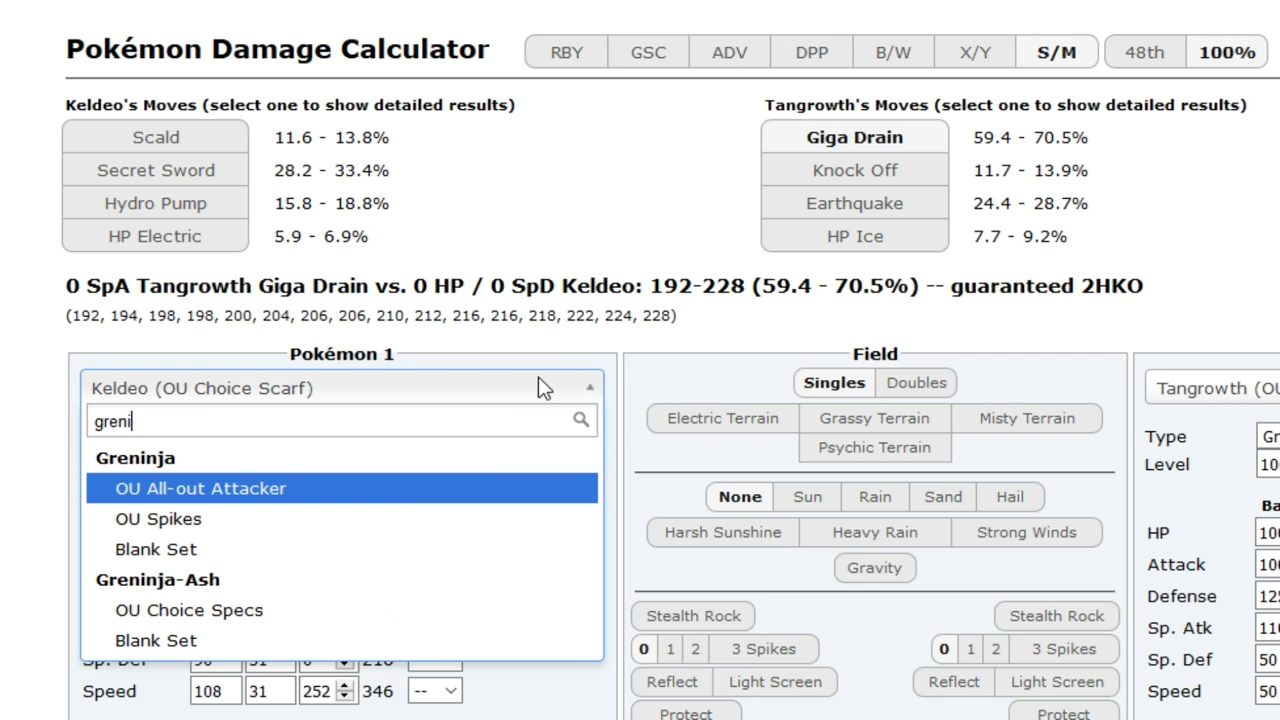 Pokémon Damage Calculator
RBY GSC ADV DPP B/W X/Y S/M 48th 100%
Keldeo's Moves (select one to show detailed results)
Scald 11.6 - 13.8%
Secret Sword 28.2 - 33.4%
Hydro Pump 15.8 - 18.8%
HP Electric 5.9 - 6.9%
Tangrowth's Moves (select one to show detailed results)
Giga Drain 59.4 - 70.5%
Knock Off 11.7 - 13.9%
Earthquake 24.4 - 28.7%
HP Ice 7.7 - 9.2%
0 SpA Tangrowth Giga Drain vs. 0 HP / 0 SpD Keldeo: 192-228 (59.4 - 70.5%) -- guaranteed 2HKO
(192, 194, 198, 198, 200, 204, 206, 206, 210, 212, 216, 216, 218, 222, 224, 228)
Pokémon 1
Keldeo (OU Choice Scarf)
greni
Greninja
OU All-out Attacker
OU Spikes
Blank Set
Greninja-Ash
OU Choice Specs
Blank Set
Speed 108 31 252 346 --
Field
Singles Doubles
Electric Terrain Grassy Terrain Misty Terrain
Psychic Terrain
None Sun Rain Sand Hail
Harsh Sunshine Heavy Rain Strong Winds
Gravity
Stealth Rock Stealth Rock
0 1 2 3 Spikes 0 1 2 3 Spikes
Reflect Light Screen Reflect Light Screen
Protect Protect
Tangrowth (OU
Type Gr
Level 10
Ba
HP 100
Attack 100
Defense 125
Sp. Atk 110
Sp. Def 50
Speed 50